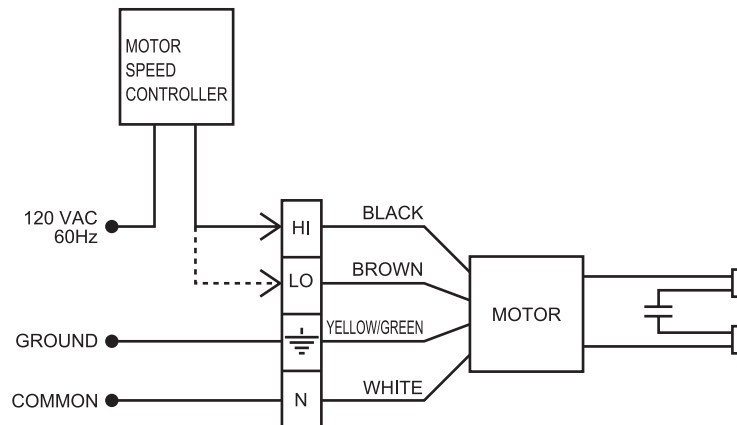 MOTOR
SPEED
CONTROLLER
120 VAC
60Hz
HI
BLACK
LO
BROWN
MOTOR
GROUND
YELLOW/GREEN
COMMON
N
WHITE